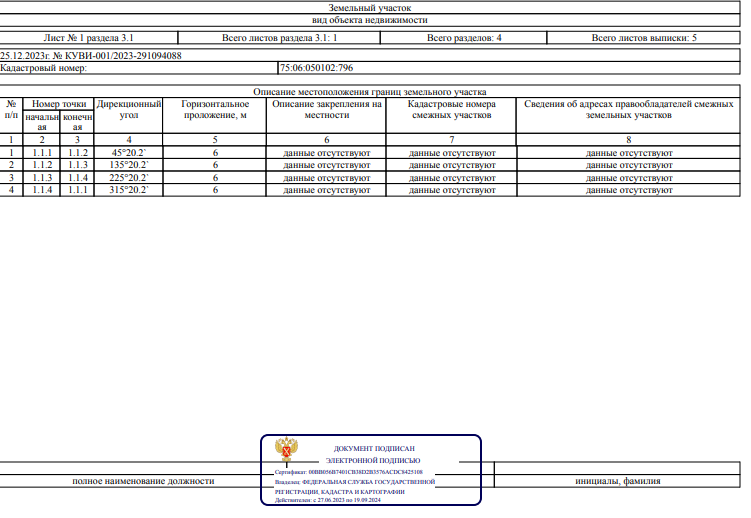 Земельный участок
вид объекта недвижимости
Лист № 1 раздела 3.1 Всего листов раздела 3.1: 1 Всего разделов: 4 Всего листов выписки: 5
25.12.2023г. № КУВИ-001/2023-291094088
Кадастровый номер: 75:06:050102:796
Описание местоположения границ земельного участка
№ п/п Номер точки Дирекционный угол Горизонтальное проложение, м Описание закрепления на местности Кадастровые номера смежных участков Сведения об адресах правообладателей смежных земельных участков
начальн ая конечн ая
1 2 3 4 5 6 7 8
1 1.1.1 1.1.2 45°20.2` 6 данные отсутствуют данные отсутствуют данные отсутствуют
2 1.1.2 1.1.3 135°20.2` 6 данные отсутствуют данные отсутствуют данные отсутствуют
3 1.1.3 1.1.4 225°20.2` 6 данные отсутствуют данные отсутствуют данные отсутствуют
4 1.1.4 1.1.1 315°20.2` 6 данные отсутствуют данные отсутствуют данные отсутствуют
ДОКУМЕНТ ПОДПИСАН
ЭЛЕКТРОННОЙ ПОДПИСЬЮ
Сертификат: 00BB056B7401CB38D2B3576ACDC8425108
Владелец: ФЕДЕРАЛЬНАЯ СЛУЖБА ГОСУДАРСТВЕННОЙ
РЕГИСТРАЦИИ, КАДАСТРА И КАРТОГРАФИИ
Действителен: с 27.06.2023 по 19.09.2024
полное наименование должности инициалы, фамилия